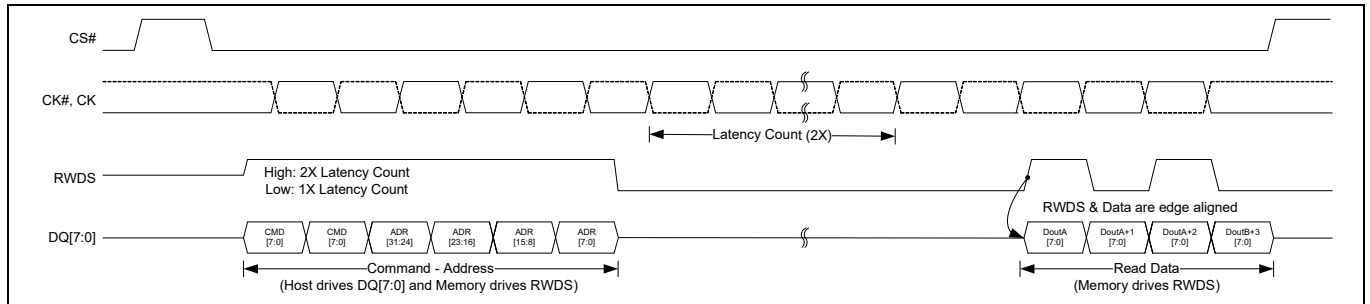 CS#
CK#, CK
Latency Count (2X)
RWDS
High: 2X Latency Count
Low: 1X Latency Count
RWDS & Data are edge aligned
DQ[7:0]
CMD
[7:0]
CMD
[7:0]
ADR
[31:24]
ADR
[23:16]
ADR
[15:8]
ADR
[7:0]
DoutA
[7:0]
DoutA+1
[7:0]
DoutA+2
[7:0]
DoutB+3
[7:0]
Command - Address
(Host drives DQ[7:0] and Memory drives RWDS)
Read Data
(Memory drives RWDS)